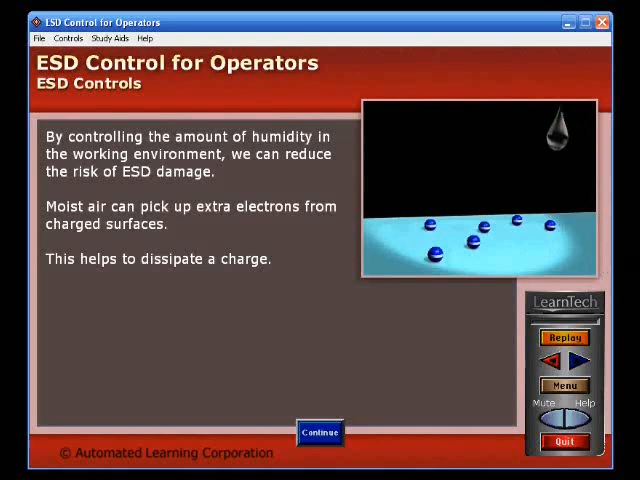 ESD Control for Operators
File Controls Study Aids Help
ESD Control for Operators
ESD Controls
By controlling the amount of humidity in
the working environment, we can reduce
the risk of ESD damage.
Moist air can pick up extra electrons from
charged surfaces.
This helps to dissipate a charge.
LearnTech
Replay
Menu
Mute Help
Quit
Continue
© Automated Learning Corporation